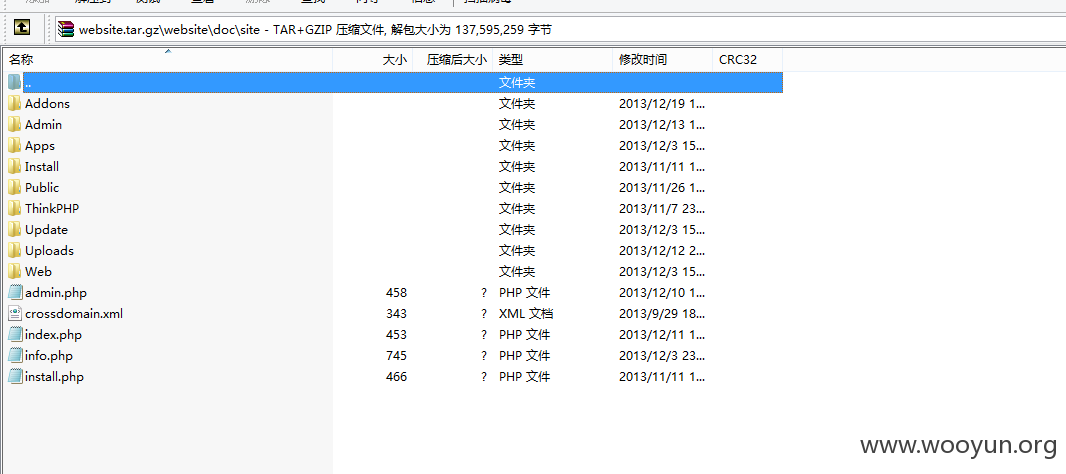 website.tar.gz\website\doc\site - TAR+GZIP 压缩文件, 解包大小为 137,595,259 字节
名称 大小 压缩后大小 类型 修改时间 CRC32
.. 文件夹
Addons 文件夹 2013/12/19 1...
Admin 文件夹 2013/12/13 1...
Apps 文件夹 2013/12/3 15...
Install 文件夹 2013/11/11 1...
Public 文件夹 2013/11/26 1...
ThinkPHP 文件夹 2013/11/7 23...
Update 文件夹 2013/12/3 15...
Uploads 文件夹 2013/12/12 2...
Web 文件夹 2013/12/3 15...
admin.php 458 ? PHP 文件 2013/12/10 1...
crossdomain.xml 343 ? XML 文档 2013/9/29 18...
index.php 453 ? PHP 文件 2013/12/11 1...
info.php 745 ? PHP 文件 2013/12/3 23...
install.php 466 ? PHP 文件 2013/11/11 1...
www.wooyun.org